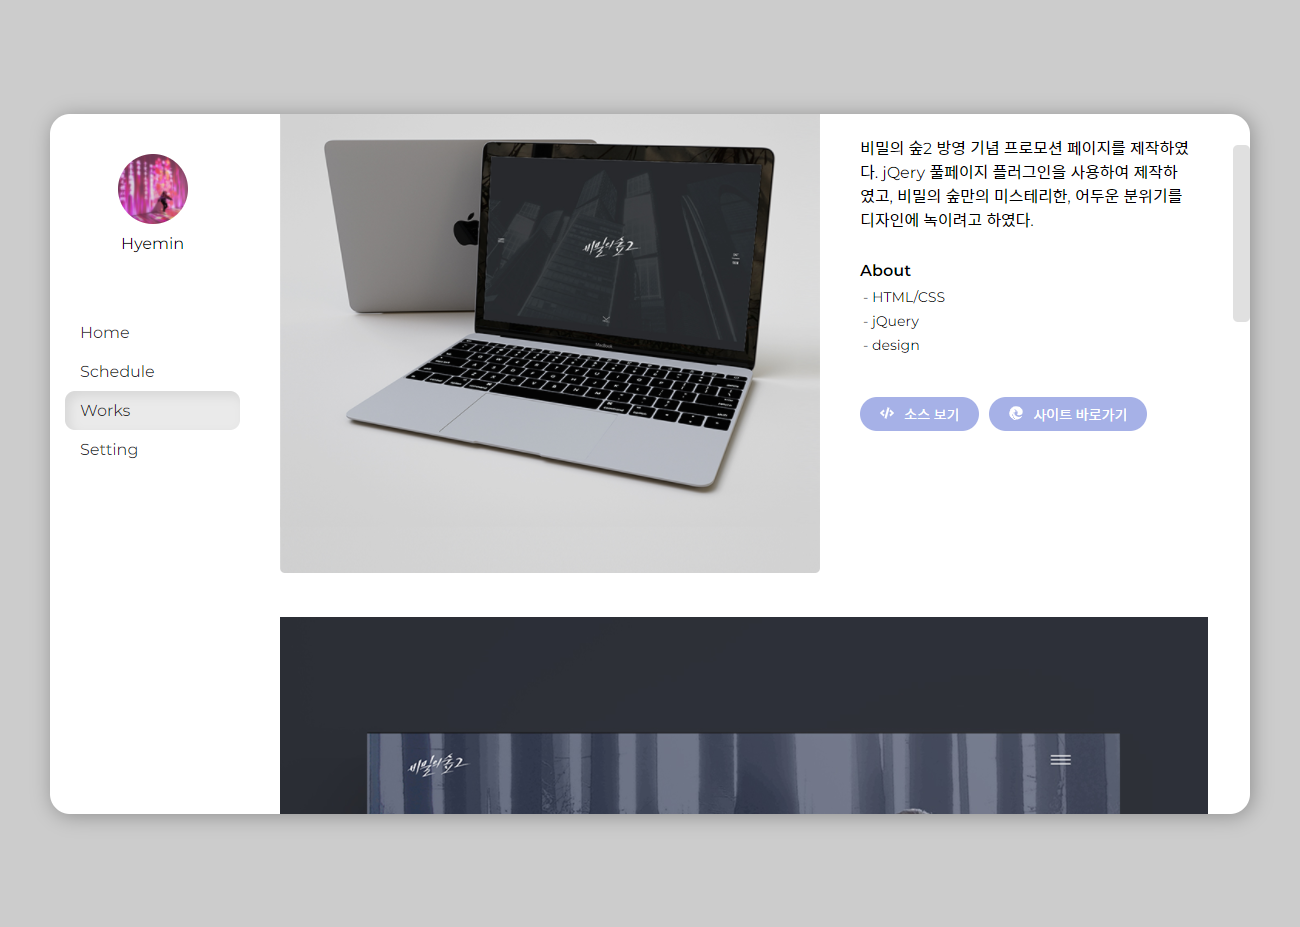 Hyemin
Home
Schedule
Works
Setting
비밀의 숲2
MacBook
비밀의 숲2 방영 기념 프로모션 페이지를 제작하였
다. jQery 풀페이지 플러그인을 사용하여 제작하
였고, 비밀의 숲만의 미스테리한, 어두운 분위기를
디자인에 녹이려고 하였다.
About
- HTML/CSS
- jQuery
- design
소스 보기
사이트 바로가기
비밀의 숲2